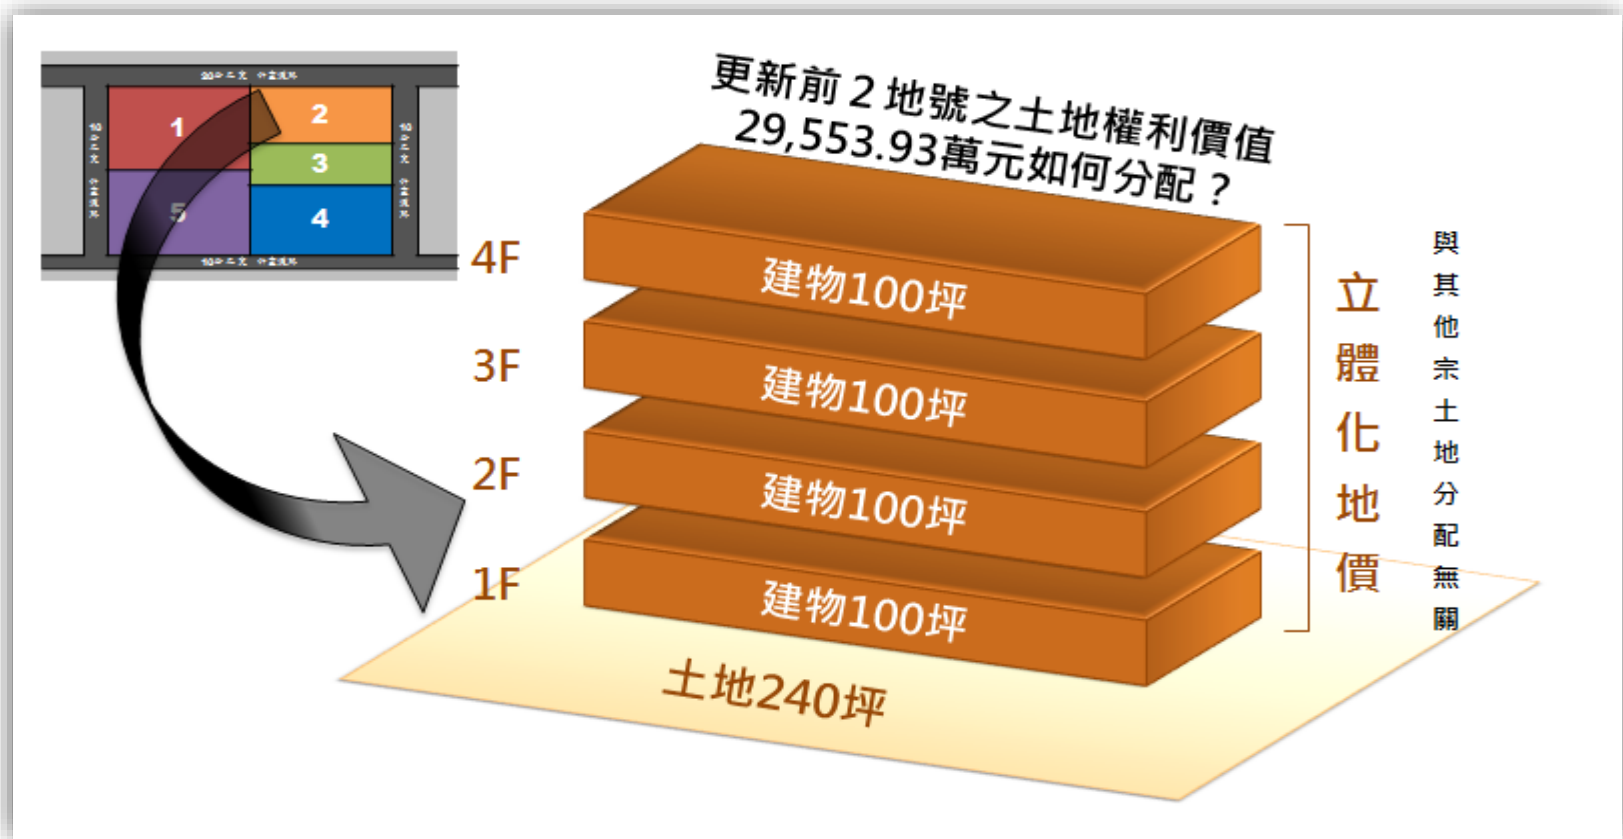 更新前2地號之土地權利價值
29,553.93萬元如何分配？
1
2
3
4
5
4F
建物100坪
3F
建物100坪
2F
建物100坪
1F
建物100坪
土地240坪
立體化地價
與其他宗土地分配無關